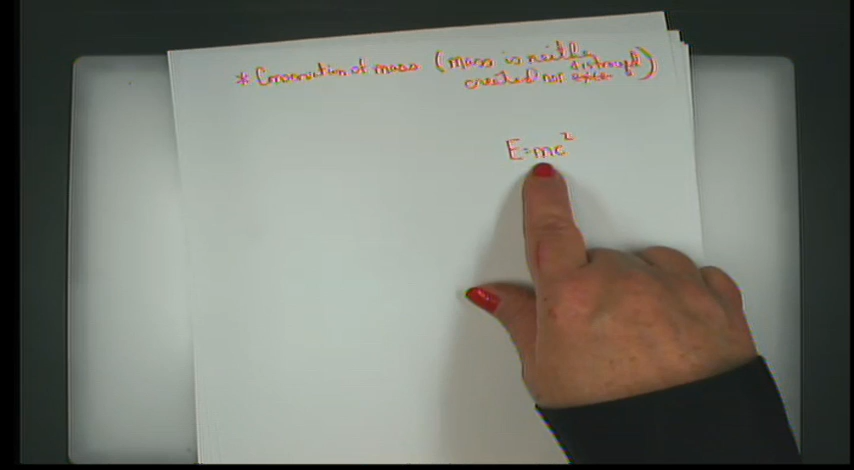 * Conservation of mass (mass is neither
created nor destroyed)
E=mc²